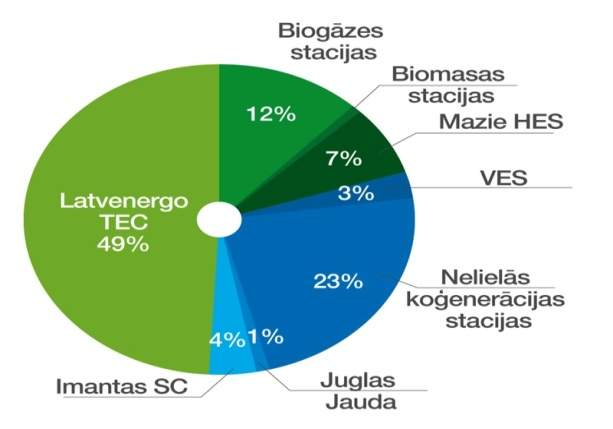 Biogāzes
stacijas
12%
Biomasas
stacijas
Mazie HES
7%
VES
3%
Nelielās
koģenerācijas
stacijas
23%
Juglas
Jauda
1%
Imantas SC
4%
Latvenergo
TEC
49%